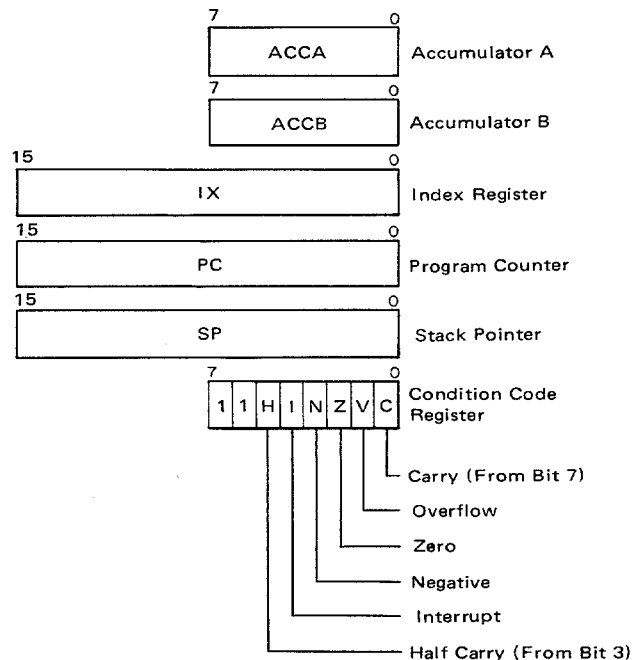 7 0
ACCA Accumulator A
7 0
ACCB Accumulator B
15 0
IX Index Register
15 0
PC Program Counter
15 0
SP Stack Pointer
7 0
1 1 H I N Z V C Condition Code
Register
Carry (From Bit 7)
Overflow
Zero
Negative
Interrupt
Half Carry (From Bit 3)